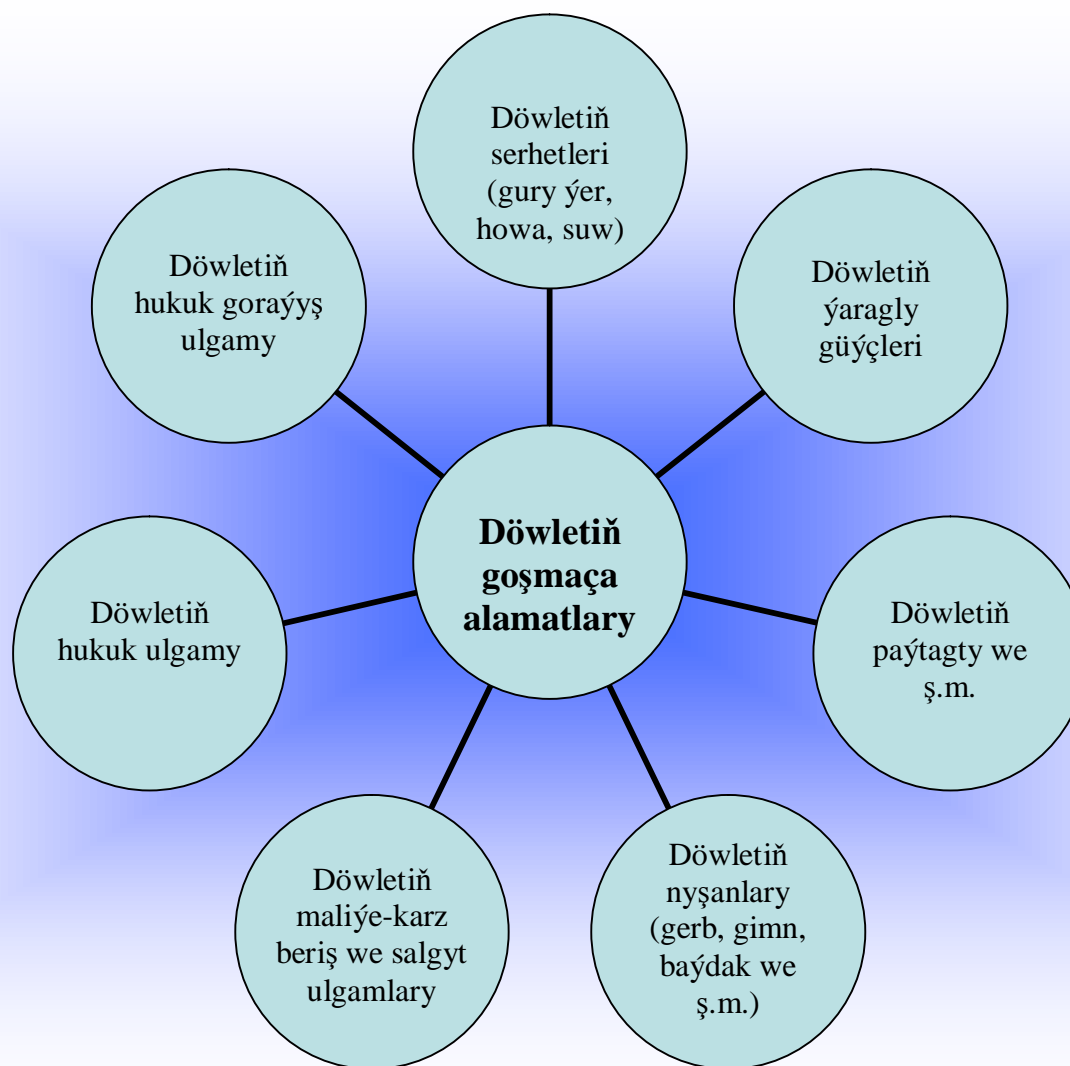 Döwletiň
serhetleri
(gury ýer,
howa, suw)
Döwletiň
ýaragly
güýçleri
Döwletiň
paýtagty we
ş.m.
Döwletiň
nyşanlary
(gerb, gimn,
baýdak we
ş.m.)
Döwletiň
maliýe-karz
beriş we salgyt
ulgamlary
Döwletiň
hukuk ulgamy
Döwletiň
hukuk goraýyş
ulgamy
Döwletiň
goşmaça
alamatlary